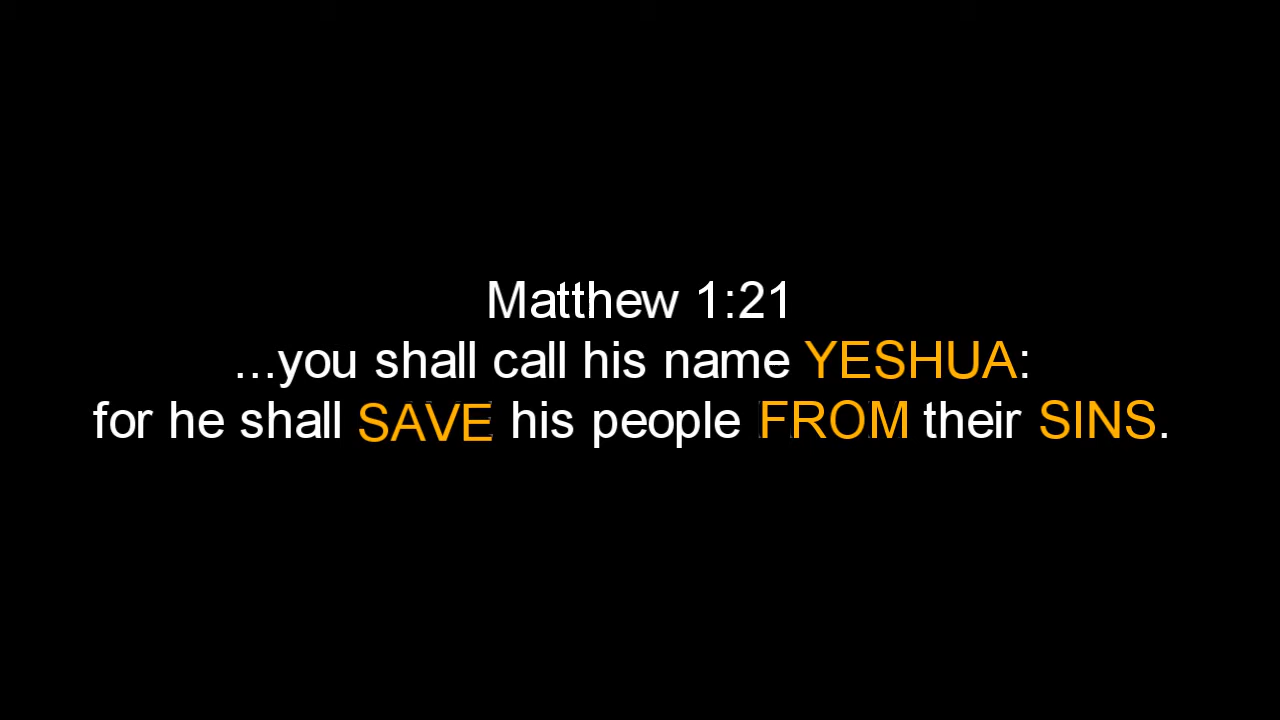 Matthew 1:21
...you shall call his name YESHUA:
for he shall SAVE his people FROM their SINS.